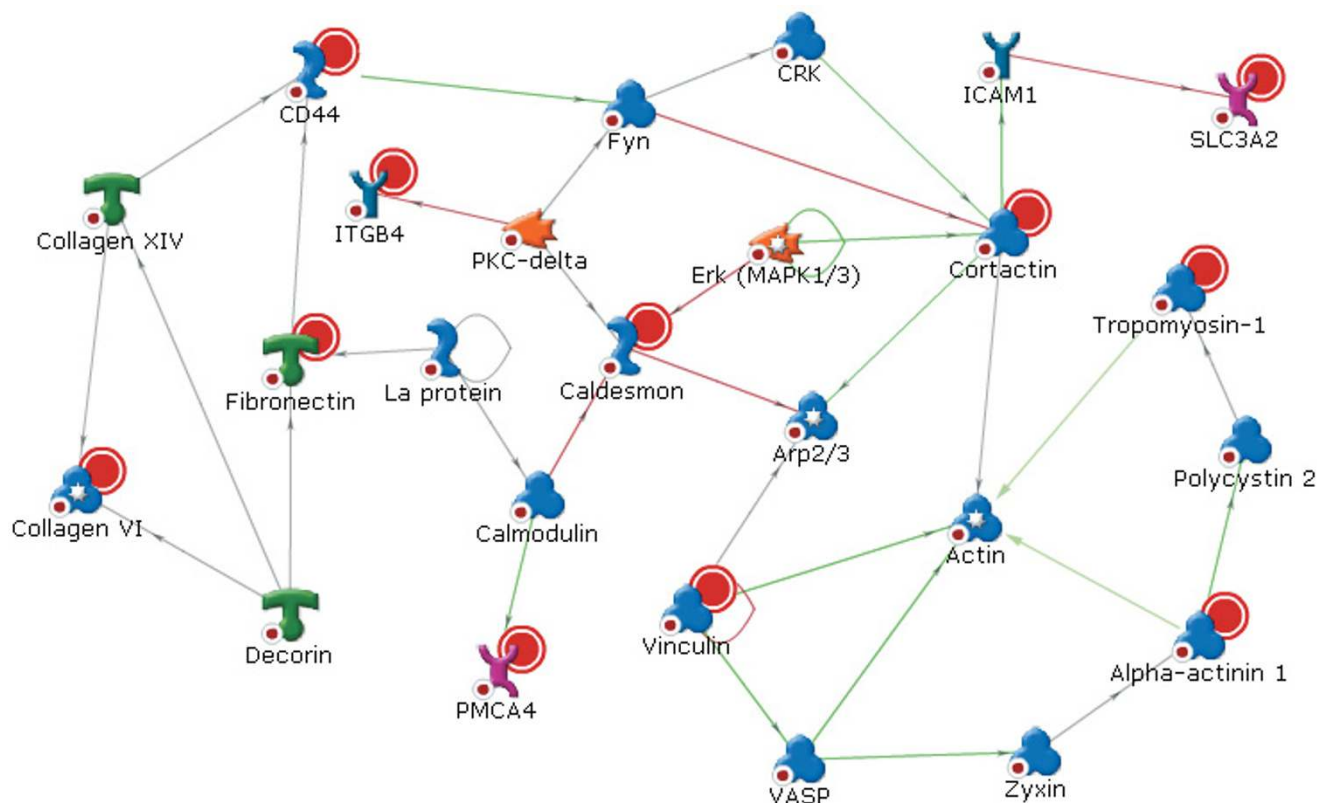 CRK
ICAM1
CD44
Fyn
SLC3A2
ITGB4
Collagen XIV
PKC-delta
Erk (MAPK1/3)
Cortactin
Tropomyosin-1
Fibronectin
La protein
Caldesmon
Arp2/3
Polycystin 2
Collagen VI
Calmodulin
Actin
Decorin
Vinculin
Alpha-actinin 1
PMCA4
VASP
Zyxin